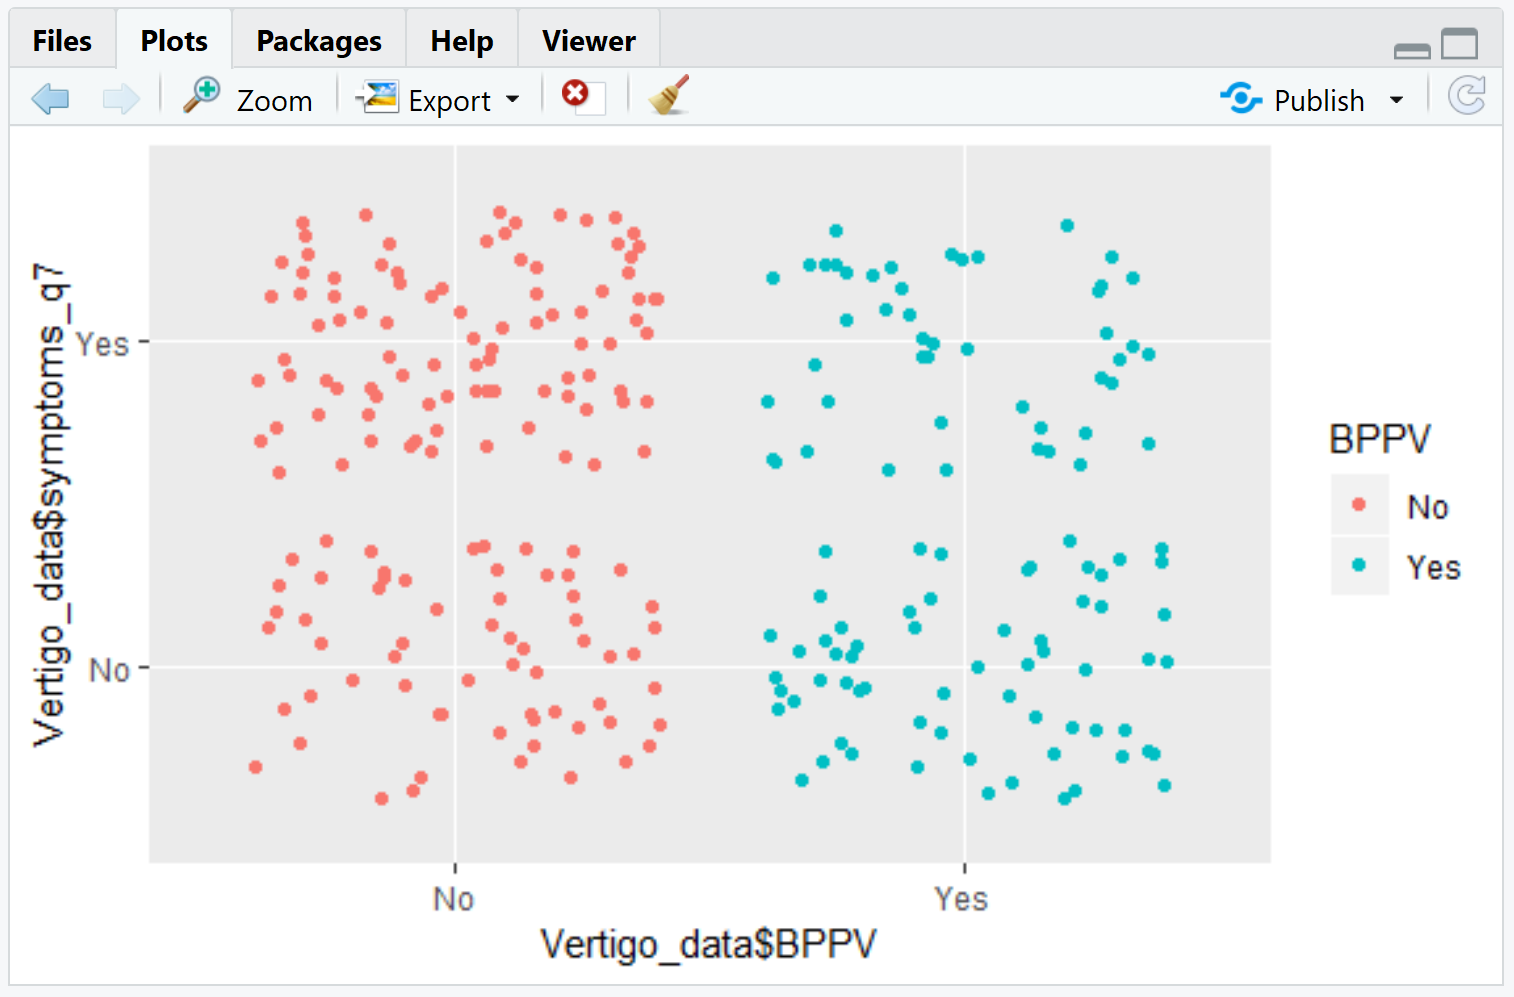 Files Plots Packages Help Viewer
Zoom Export Publish
Vertigo_data$symptoms_q7
Yes
No
No Yes
Vertigo_data$BPPV
BPPV
No
Yes